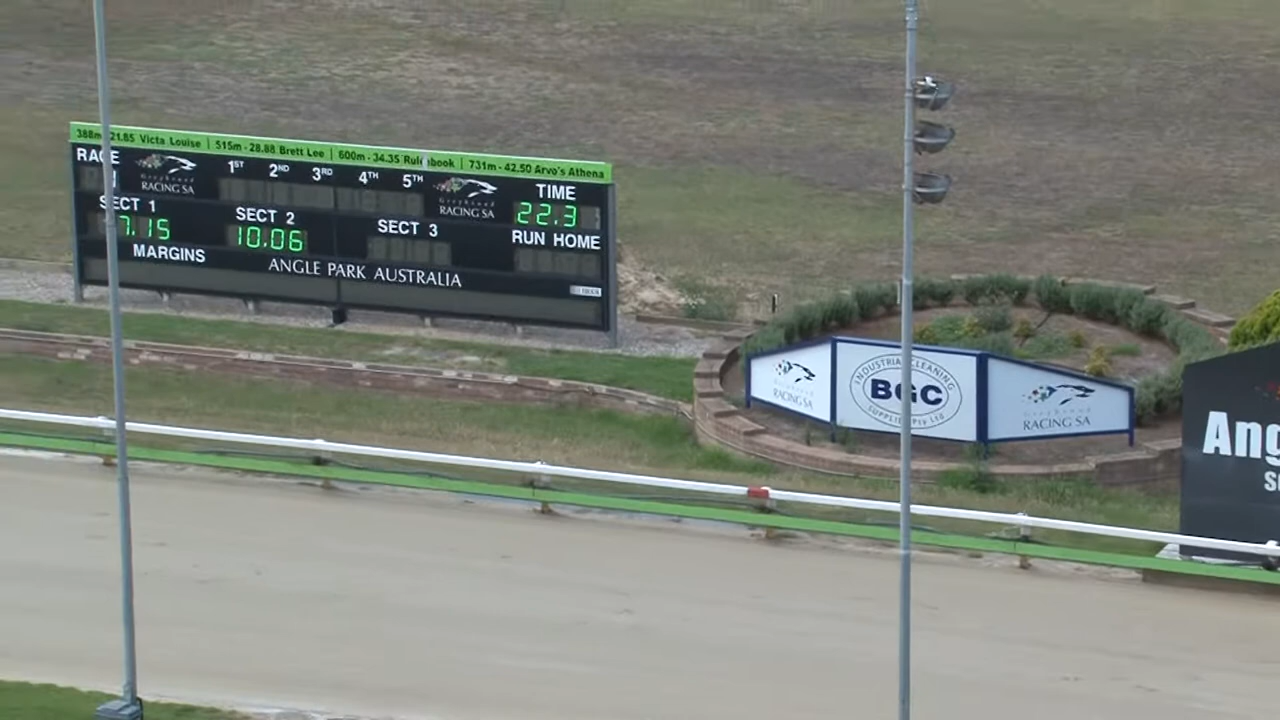 388m - 21.85 Victa Louise | 515m - 28.88 Brett Lee | 600m - 34.35 Rulebook | 731m - 42.50 Arvo's Athena
RACE
Greyhound
RACING SA
1ST 2ND 3RD 4TH 5TH
Greyhound
RACING SA
TIME
22.3
SECT 1
7.15
SECT 2
10.06
SECT 3
RUN HOME
MARGINS
ANGLE PARK AUSTRALIA
Greyhound
RACING SA
INDUSTRIAL CLEANING
BGC
SUPPLIES Pty Ltd
Greyhound
RACING SA
Ang